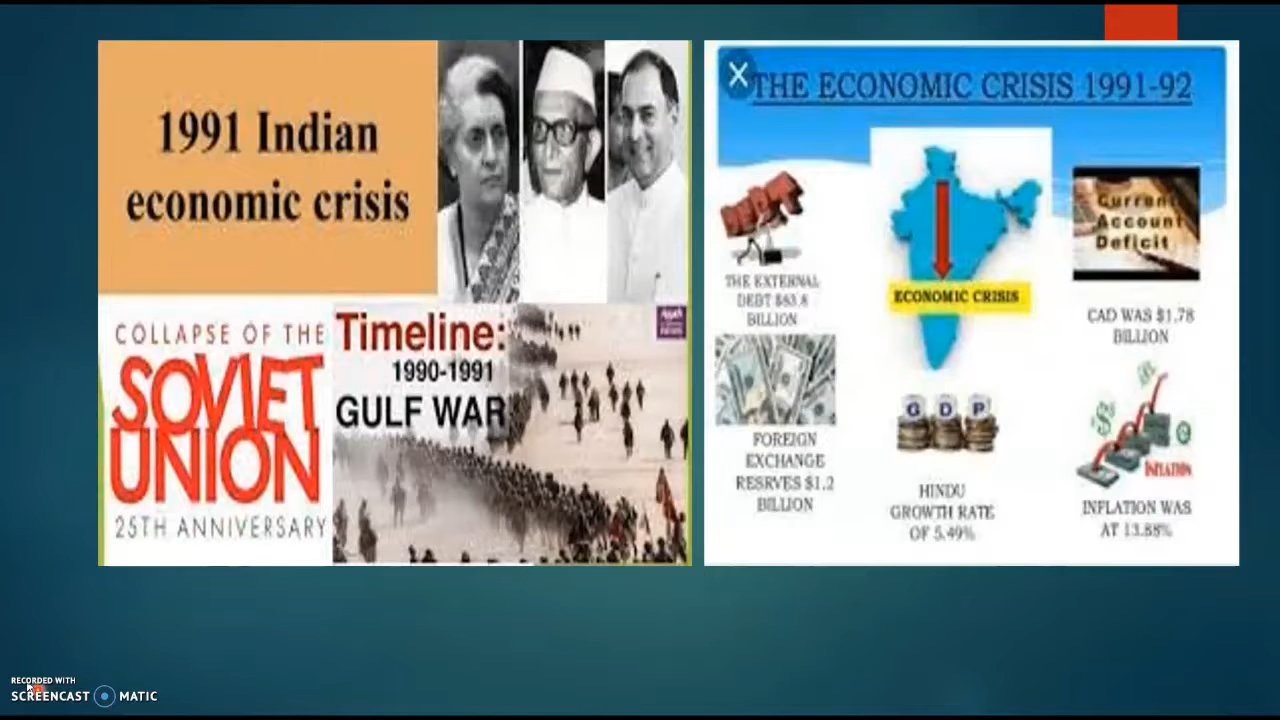 1991 Indian
economic crisis
COLLAPSE OF THE
SOVIET
UNION
25TH ANNIVERSARY
Timeline:
1990-1991
GULF WAR
X
THE ECONOMIC CRISIS 1991-92
THE EXTERNAL
DEBT $83.8
BILLION
ECONOMIC CRISIS
Current
Account
Deficit
CAD WAS $1.78
BILLION
FOREIGN
EXCHANGE
RESRVES $1.2
BILLION
G D P
HINDU
GROWTH RATE
OF 5.49%
INFLATION
INFLATION WAS
AT 13.88%
RECORDED WITH
SCREENCAST MATIC